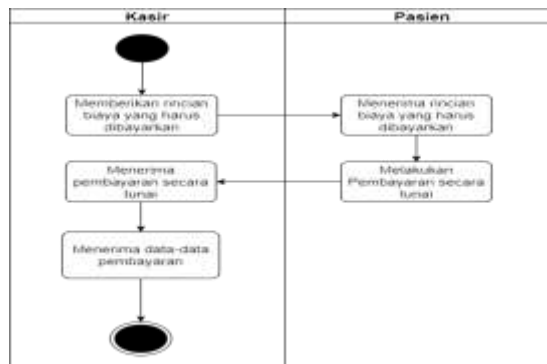 Kasir
Pasien
Memberikan rincian
biaya yang harus
dibayarkan
Menerima rincian
biaya yang harus
dibayarkan
Melakukan
Pembayaran secara
tunai
Menerima
pembayaran secara
tunai
Menerima data-data
pembayaran